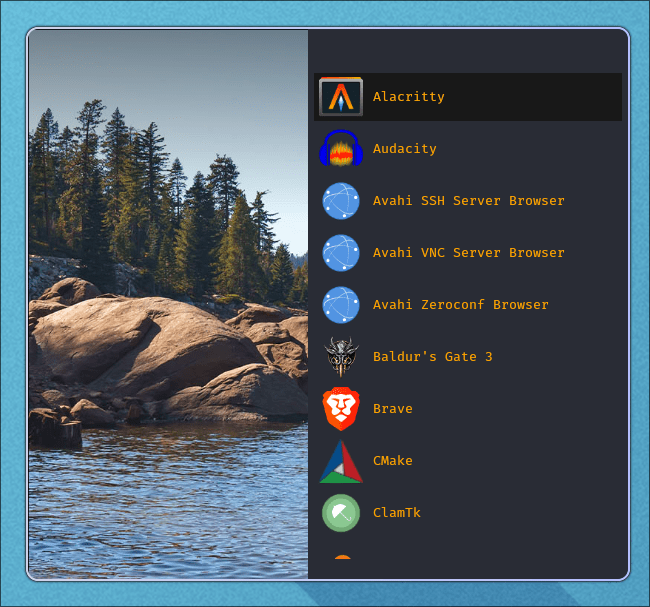 Alacritty
Audacity
Avahi SSH Server Browser
Avahi VNC Server Browser
Avahi Zeroconf Browser
Baldur's Gate 3
Brave
CMake
ClamTk